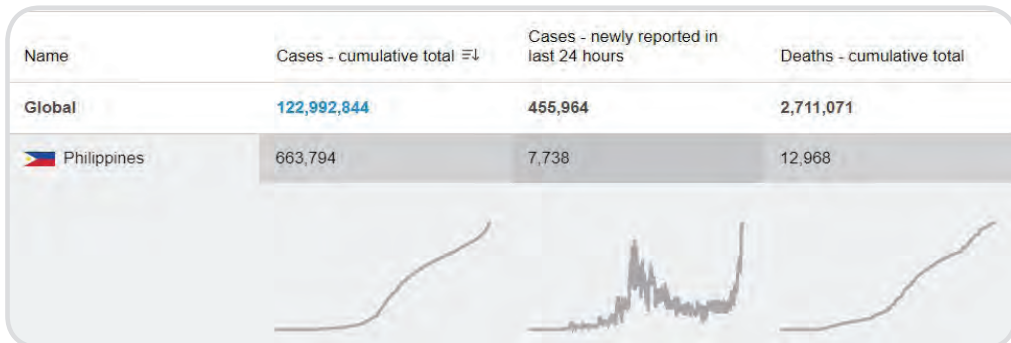 Name
Cases - cumulative total
Cases - newly reported in
last 24 hours
Deaths - cumulative total
Global
122,992,844
455,964
2,711,071
Philippines
663,794
7,738
12,968